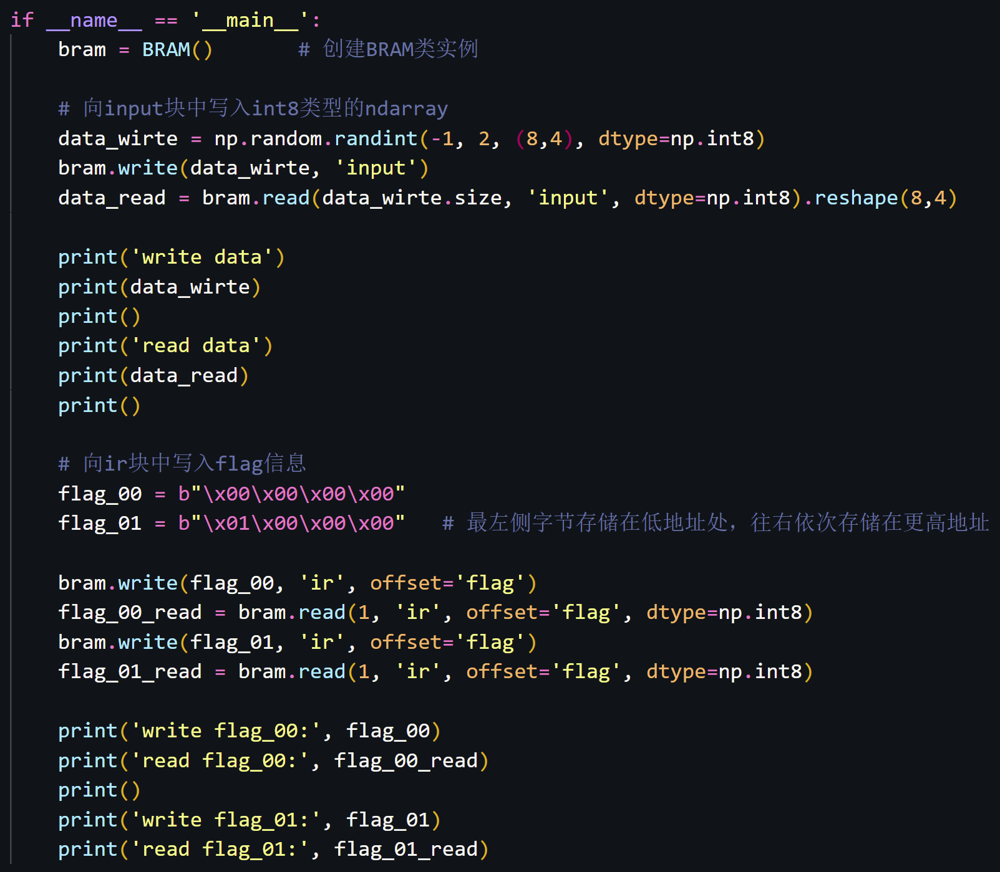 if __name__ == '__main__':
    bram = BRAM()       # 创建BRAM类实例
    # 向input块中写入int8类型的ndarray
    data_wirte = np.random.randint(-1, 2, (8,4), dtype=np.int8)
    bram.write(data_wirte, 'input')
    data_read = bram.read(data_wirte.size, 'input', dtype=np.int8).reshape(8,4)
    print('write data')
    print(data_wirte)
    print()
    print('read data')
    print(data_read)
    print()
    # 向ir块中写入flag信息
    flag_00 = b"\x00\x00\x00\x00"
    flag_01 = b"\x01\x00\x00\x00"   # 最左侧字节存储在低地址处，往右依次存储在更高地址
    bram.write(flag_00, 'ir', offset='flag')
    flag_00_read = bram.read(1, 'ir', offset='flag', dtype=np.int8)
    bram.write(flag_01, 'ir', offset='flag')
    flag_01_read = bram.read(1, 'ir', offset='flag', dtype=np.int8)
    print('write flag_00:', flag_00)
    print('read flag_00:', flag_00_read)
    print()
    print('write flag_01:', flag_01)
    print('read flag_01:', flag_01_read)